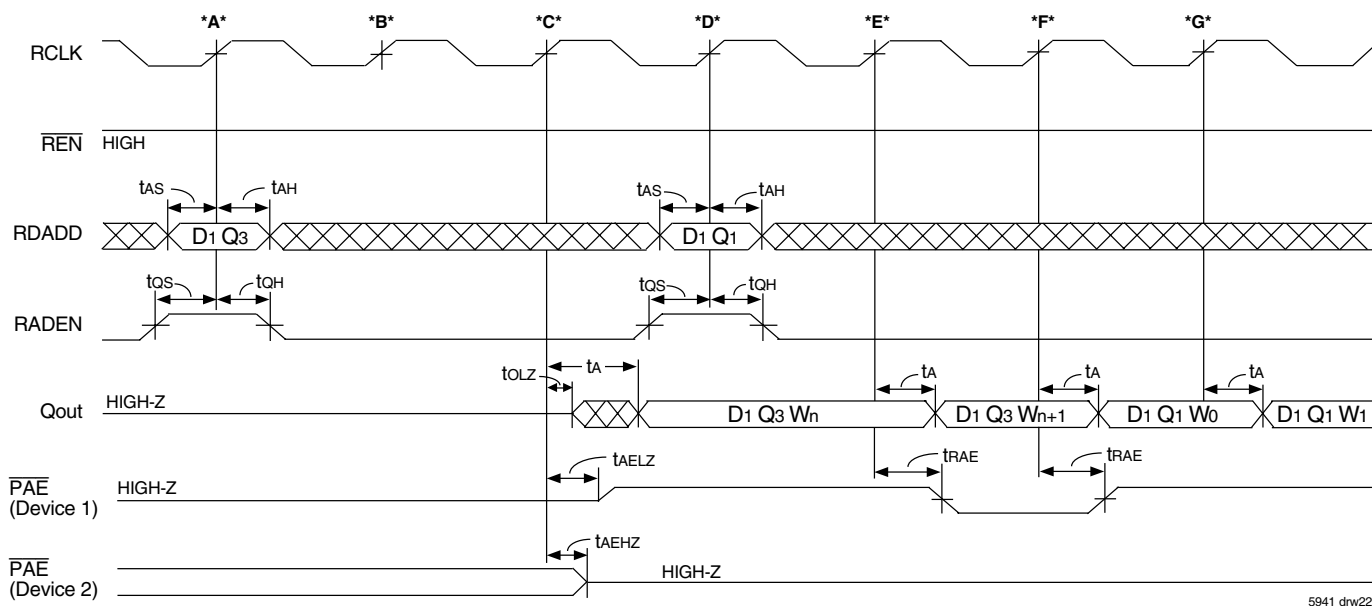 *A* *B* *C* *D* *E* *F* *G*
RCLK
REN HIGH
tAS tAH tAS tAH
RDADD D1 Q3 D1 Q1
tQS tQH tQS tQH
RADEN
tOLZ tA tA tA tA
Qout HIGH-Z D1 Q3 Wn D1 Q3 Wn+1 D1 Q1 W0 D1 Q1 W1
tAELZ tRAE tRAE
PAE HIGH-Z
(Device 1)
tAEHZ
PAE HIGH-Z
(Device 2)
5941 drw22